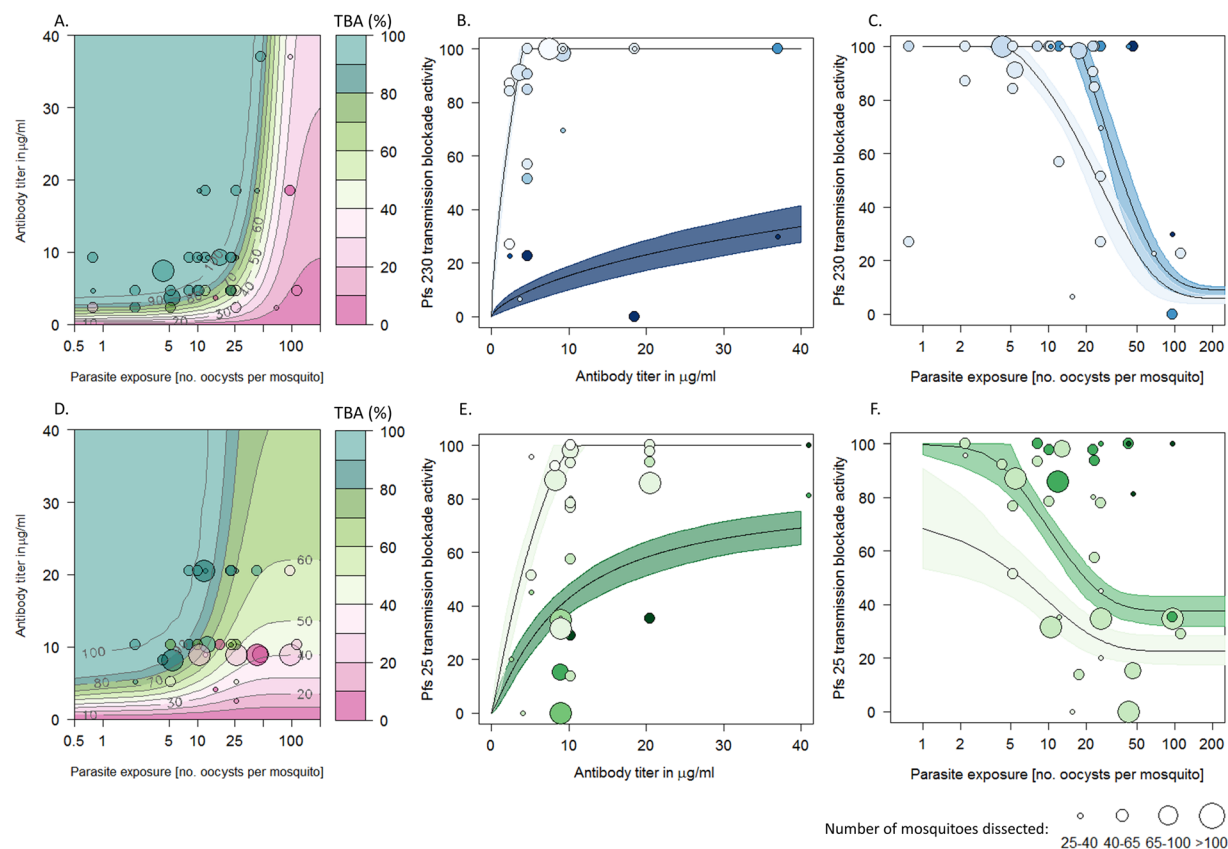 A.
TBA (%)
B.
C.
40
30
20
10
0
Antibody titer in μg/ml
10
20
30
40
50
60
80
90
100
0.5 1 5 10 25 100
Parasite exposure [no. oocysts per mosquito]
100
80
60
40
20
0
Pfs 230 transmission blockade activity
100
80
60
40
20
0
0 10 20 30 40
Antibody titer in μg/ml
Pfs 230 transmission blockade activity
100
80
60
40
20
0
1 2 5 10 20 50 100 200
Parasite exposure [no. oocysts per mosquito]
D.
TBA (%)
E.
F.
40
30
20
10
0
Antibody titer in μg/ml
100
80
70
30
10
60
50
40
20
0.5 1 5 10 25 100
Parasite exposure [no. oocysts per mosquito]
100
80
60
40
20
0
Pfs 25 transmission blockade activity
100
80
60
40
20
0
0 10 20 30 40
Antibody titer in μg/ml
Pfs 25 transmission blockade activity
100
80
60
40
20
0
1 2 5 10 20 50 100 200
Parasite exposure [no. oocysts per mosquito]
Number of mosquitoes dissected:
25-40 40-65 65-100 >100